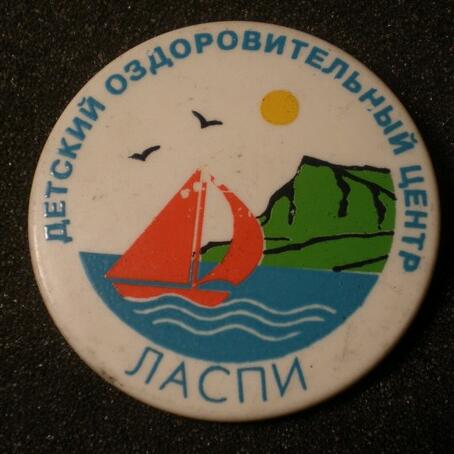 ДЕТСКИЙ ОЗДОРОВИТЕЛЬНЫЙ ЦЕНТР
ЛАСПИ